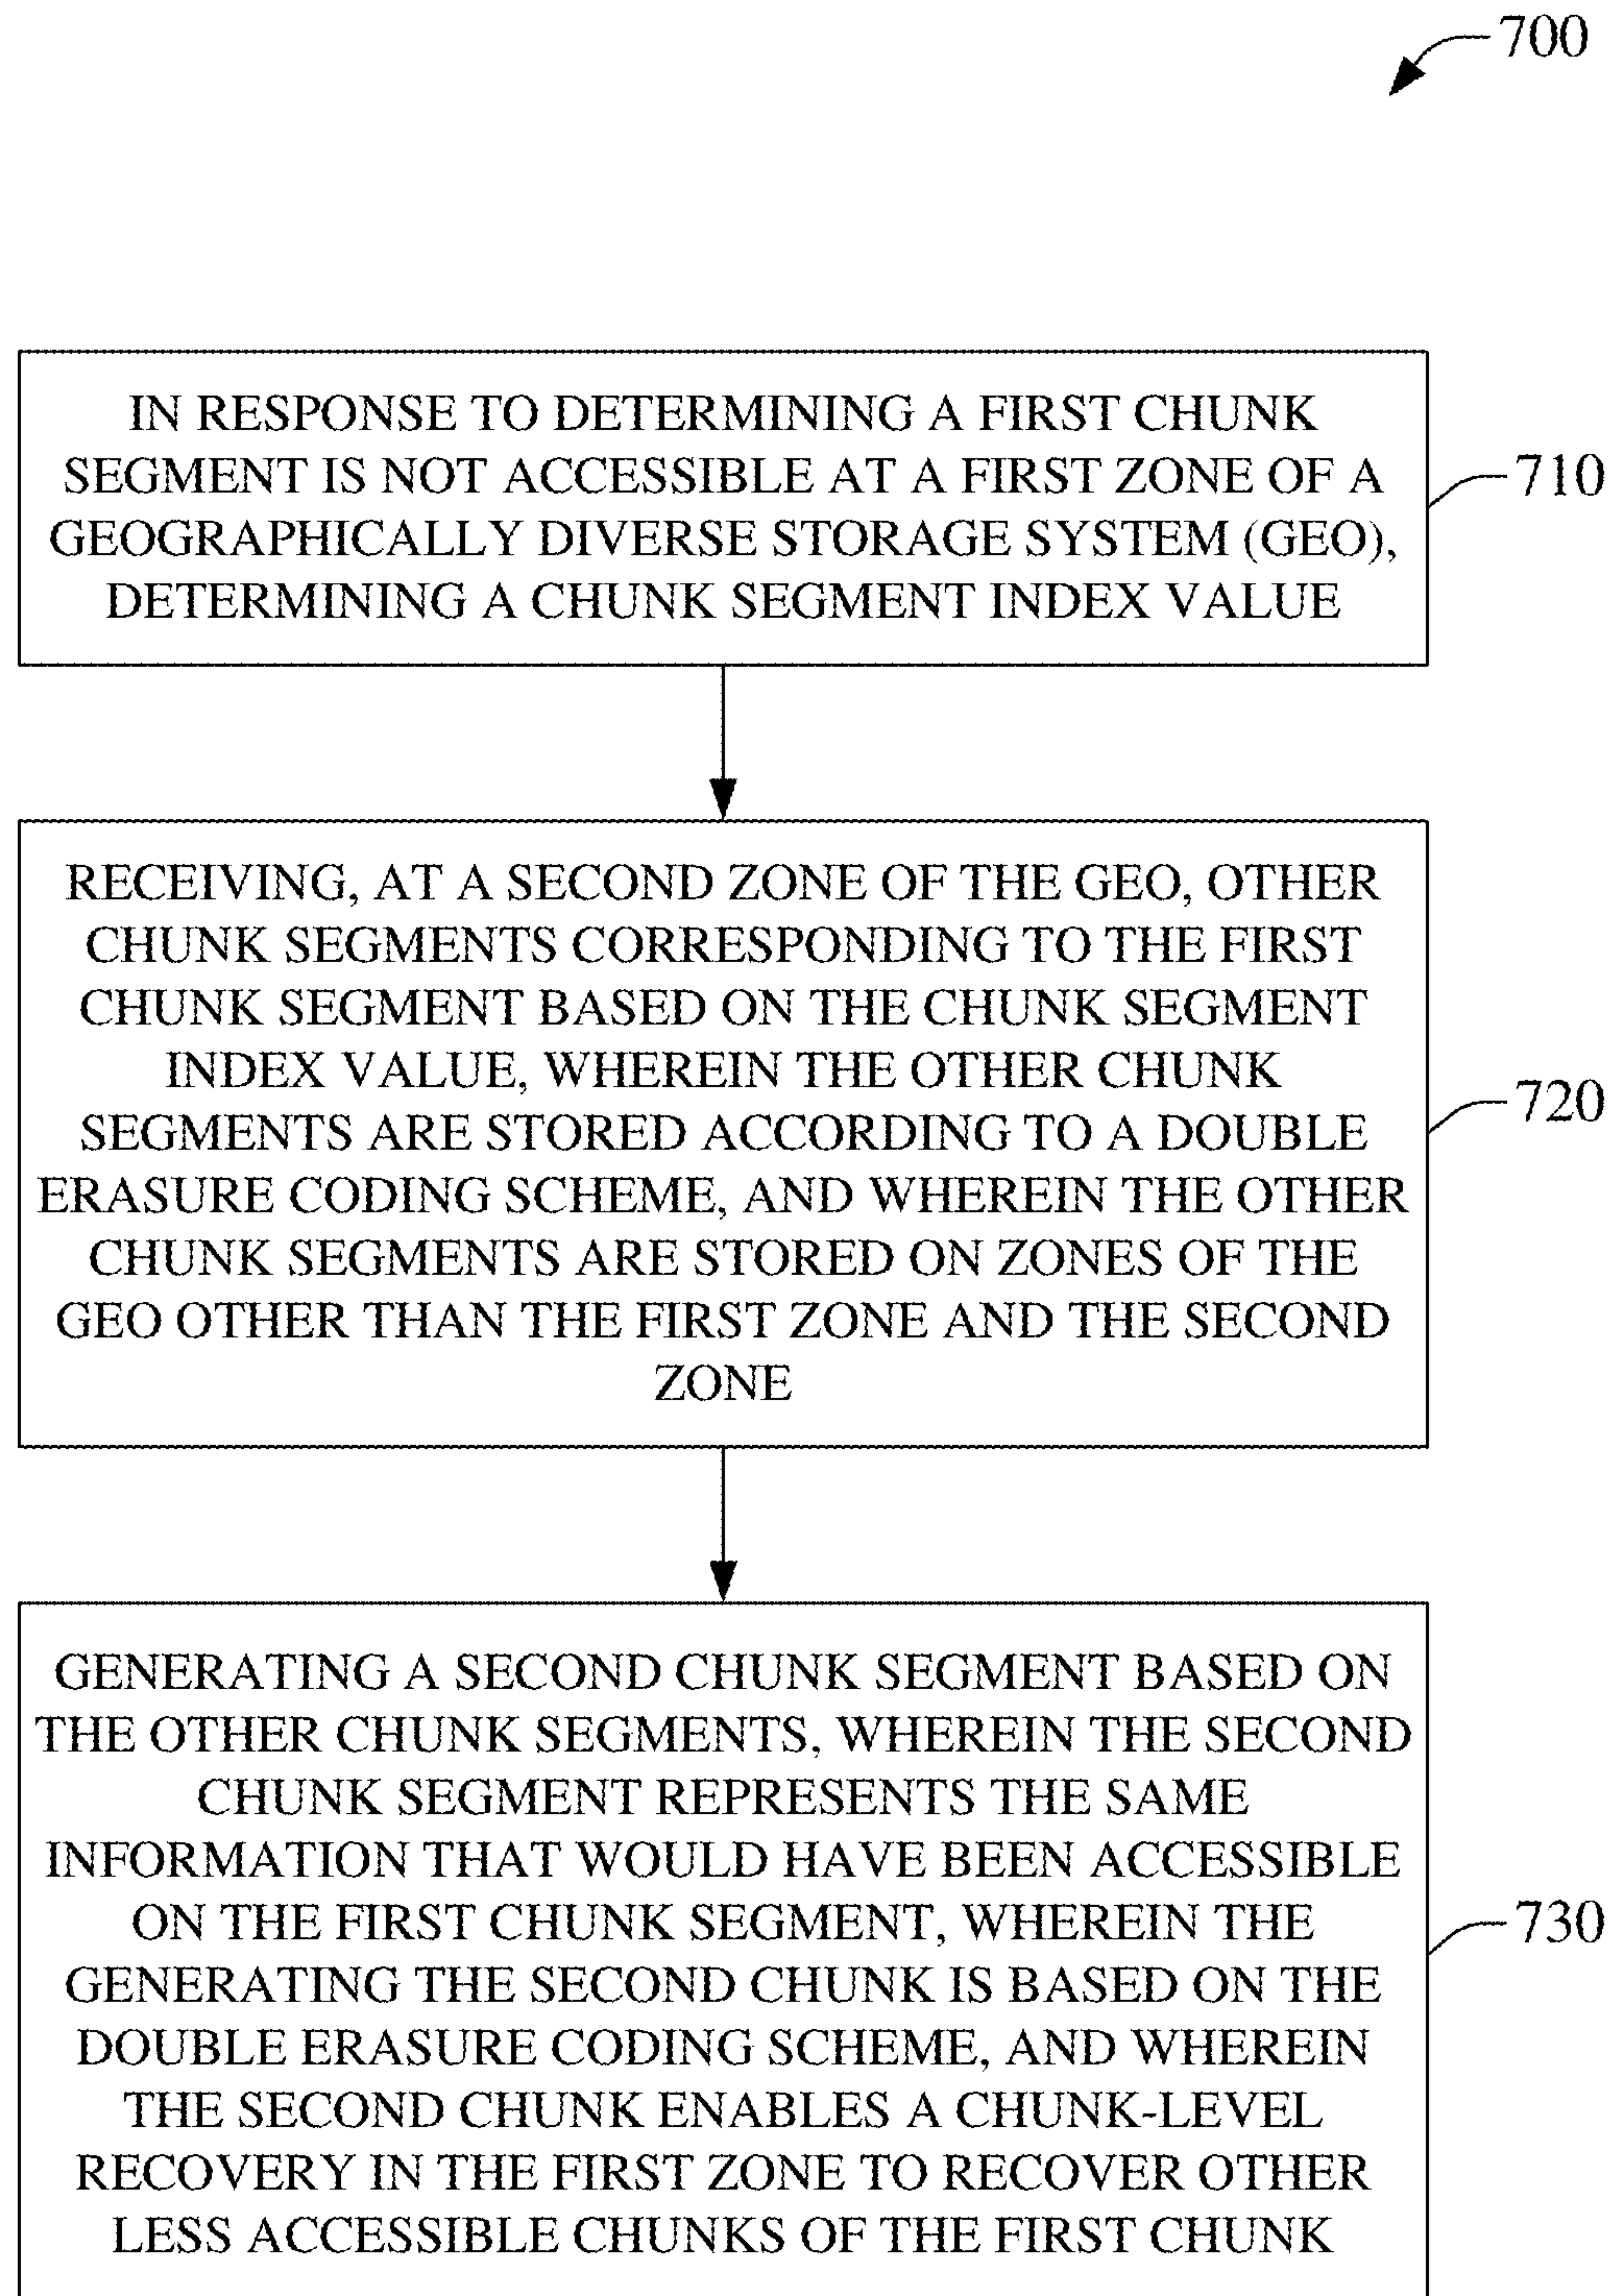 700
IN RESPONSE TO DETERMINING A FIRST CHUNK
SEGMENT IS NOT ACCESSIBLE AT A FIRST ZONE OF A
GEOGRAPHICALLY DIVERSE STORAGE SYSTEM (GEO),
DETERMINING A CHUNK SEGMENT INDEX VALUE
710
RECEIVING, AT A SECOND ZONE OF THE GEO, OTHER
CHUNK SEGMENTS CORRESPONDING TO THE FIRST
CHUNK SEGMENT BASED ON THE CHUNK SEGMENT
INDEX VALUE, WHEREIN THE OTHER CHUNK
SEGMENTS ARE STORED ACCORDING TO A DOUBLE
ERASURE CODING SCHEME, AND WHEREIN THE OTHER
CHUNK SEGMENTS ARE STORED ON ZONES OF THE
GEO OTHER THAN THE FIRST ZONE AND THE SECOND
ZONE
720
GENERATING A SECOND CHUNK SEGMENT BASED ON
THE OTHER CHUNK SEGMENTS, WHEREIN THE SECOND
CHUNK SEGMENT REPRESENTS THE SAME
INFORMATION THAT WOULD HAVE BEEN ACCESSIBLE
ON THE FIRST CHUNK SEGMENT, WHEREIN THE
GENERATING THE SECOND CHUNK IS BASED ON THE
DOUBLE ERASURE CODING SCHEME, AND WHEREIN
THE SECOND CHUNK ENABLES A CHUNK-LEVEL
RECOVERY IN THE FIRST ZONE TO RECOVER OTHER
LESS ACCESSIBLE CHUNKS OF THE FIRST CHUNK
730